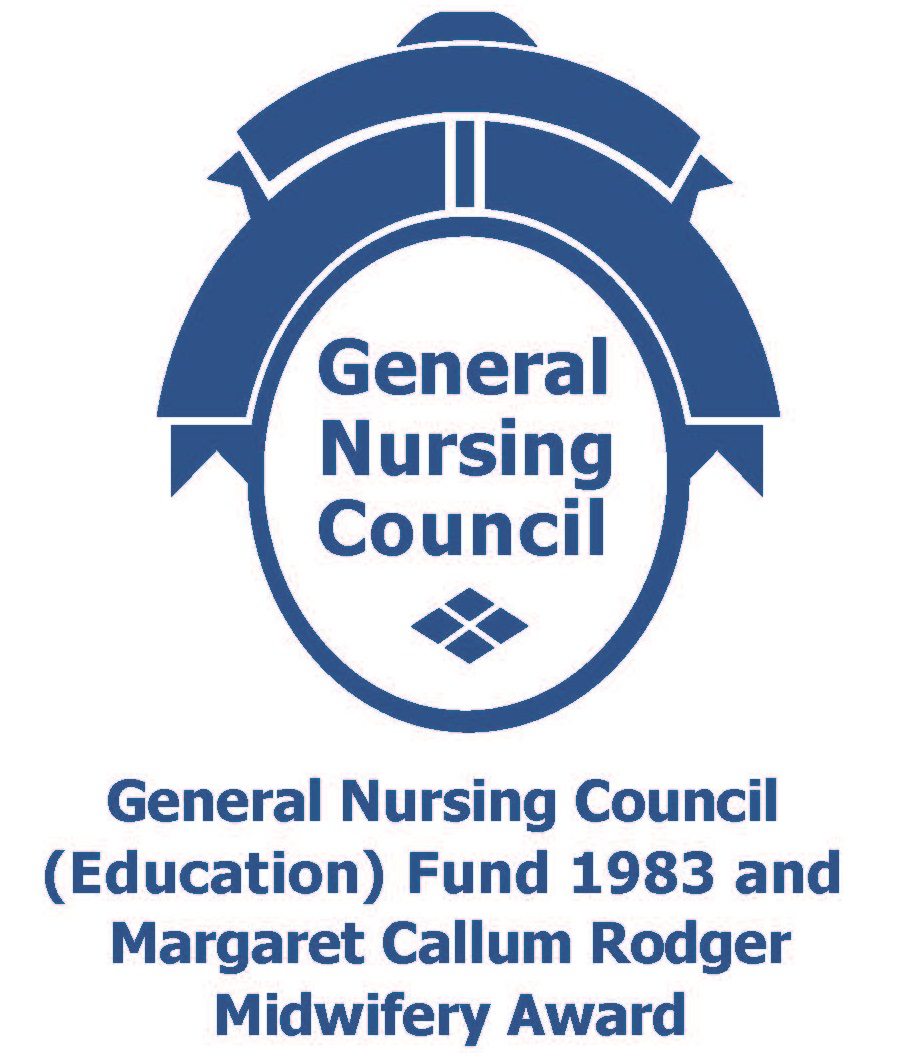 General
Nursing
Council
General Nursing Council
(Education) Fund 1983 and
Margaret Callum Rodger
Midwifery Award